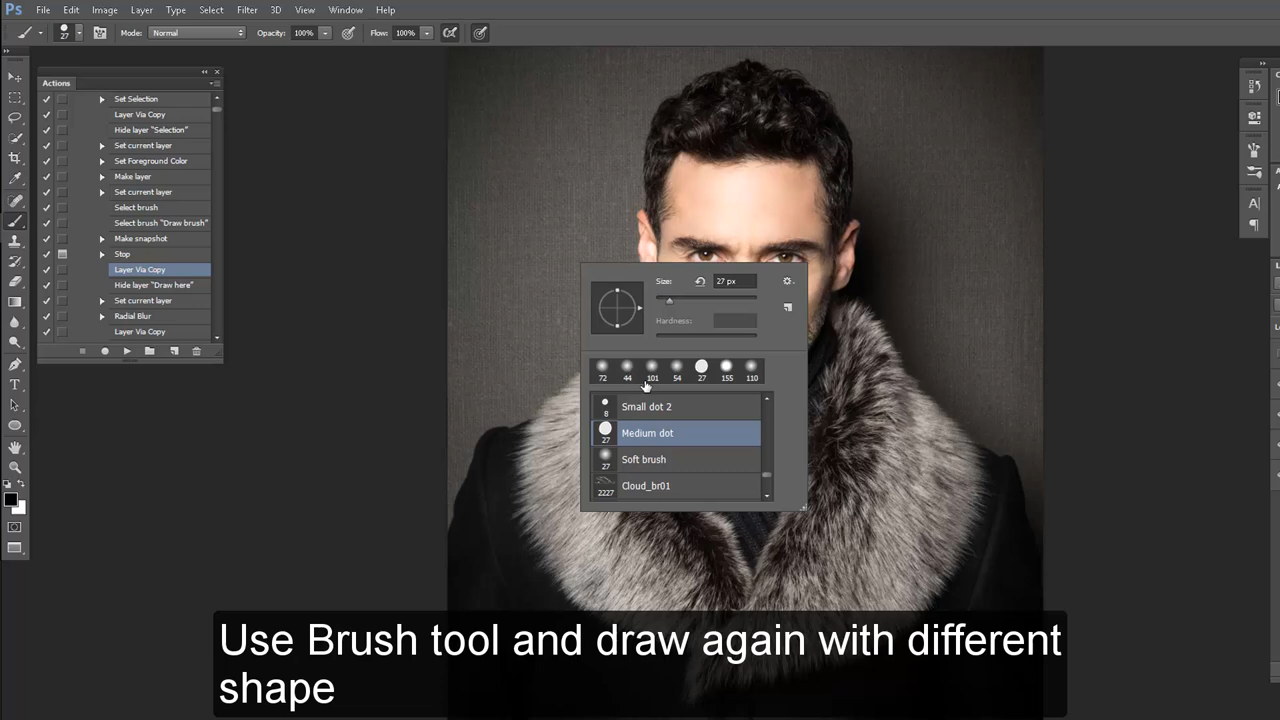 Ps File Edit Image Layer Type Select Filter 3D View Window Help
27 Mode: Normal Opacity: 100% Flow: 100%
Actions
Set Selection
Layer Via Copy
Hide layer "Selection"
Set current layer
Set Foreground Color
Make layer
Set current layer
Select brush
Select brush "Draw brush"
Make snapshot
Stop
Layer Via Copy
Hide layer "Draw here"
Set current layer
Radial Blur
Layer Via Copy
Size: 27 px
Hardness:
72 44 101 54 27 155 110
8 Small dot 2
27 Medium dot
27 Soft brush
2227 Cloud_br01
Use Brush tool and draw again with different
shape